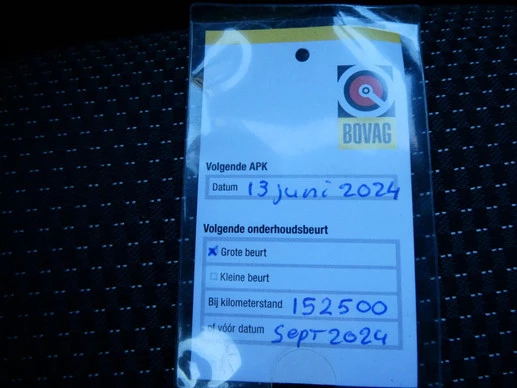 BOVAG
Volgende APK
Datum 13 juni 2024
Volgende onderhoudsbeurt
Grote beurt
Kleine beurt
Bij kilometerstand 152500
of vóór datum Sept 2024